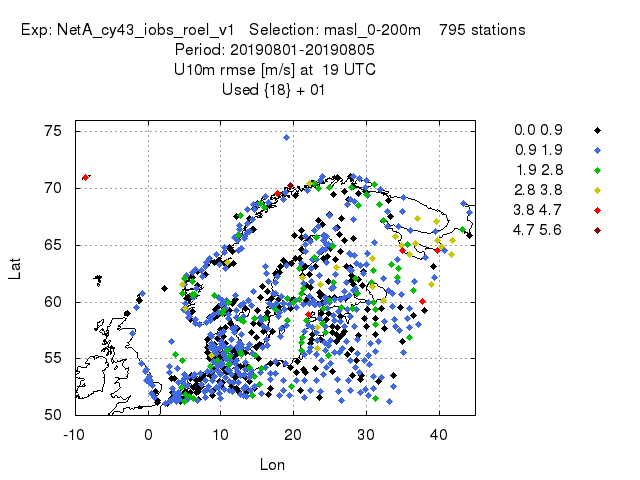 Exp: NetA_cy43_iobs_roel_v1 Selection: masl_0-200m 795 stations
Period: 20190801-20190805
U10m rmse [m/s] at 19 UTC
Used {18} + 01
0.0 0.9
0.9 1.9
1.9 2.8
2.8 3.8
3.8 4.7
4.7 5.6
75
70
65
60
55
50
Lat
-10 0 10 20 30 40
Lon